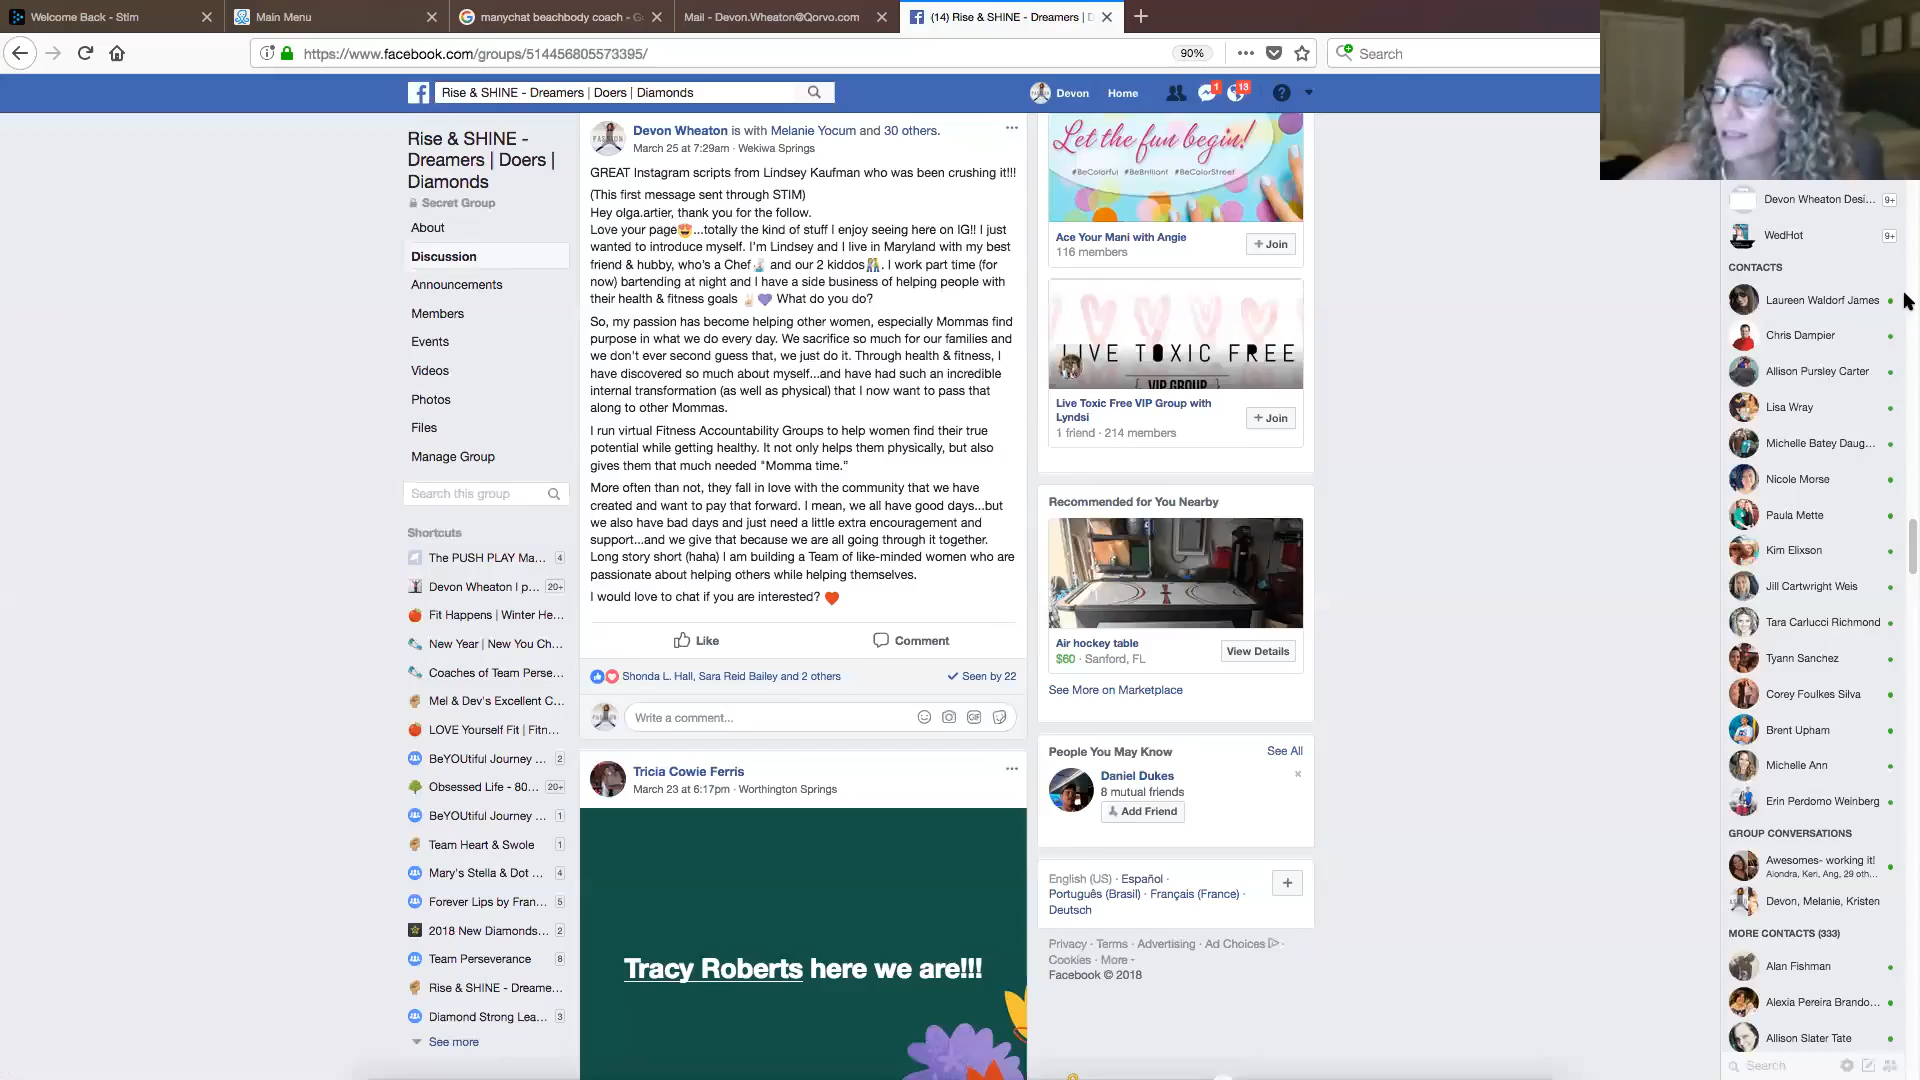 Welcome Back - Stim
Main Menu
manychat beachbody coach - G
Mail - Devon.Wheaton@Qorvo.com
(14) Rise & SHINE - Dreamers | D
https://www.facebook.com/groups/514456805573395/
90%
Search
Rise & SHINE - Dreamers | Doers | Diamonds
Devon
Home
1
13
Rise & SHINE -
Dreamers | Doers |
Diamonds
Secret Group
About
Discussion
Announcements
Members
Events
Videos
Photos
Files
Manage Group
Search this group
Shortcuts
The PUSH PLAY Ma... 4
Devon Wheaton I p... 20+
Fit Happens | Winter He...
New Year | New You Ch...
Coaches of Team Perse...
Mel & Dev's Excellent C...
LOVE Yourself Fit | Fitn...
BeYOUtiful Journey ... 2
Obsessed Life - 80... 20+
BeYOUtiful Journey ... 1
Team Heart & Swole 1
Mary's Stella & Dot ... 4
Forever Lips by Fran... 5
2018 New Diamonds... 2
Team Perseverance 8
Rise & SHINE - Dreame...
Diamond Strong Lea... 3
See more
FASHION
Devon Wheaton is with Melanie Yocum and 30 others.
March 25 at 7:29am · Wekiwa Springs
GREAT Instagram scripts from Lindsey Kaufman who was been crushing it!!!
(This first message sent through STIM)
Hey olga.artier, thank you for the follow.
Love your page😍...totally the kind of stuff I enjoy seeing here on IG!! I just
wanted to introduce myself. I'm Lindsey and I live in Maryland with my best
friend & hubby, who's a Chef and our 2 kiddos. I work part time (for
now) bartending at night and I have a side business of helping people with
their health & fitness goals ✌🏻💜 What do you do?
So, my passion has become helping other women, especially Mommas find
purpose in what we do every day. We sacrifice so much for our families and
we don't ever second guess that, we just do it. Through health & fitness, I
have discovered so much about myself...and have had such an incredible
internal transformation (as well as physical) that I now want to pass that
along to other Mommas.
I run virtual Fitness Accountability Groups to help women find their true
potential while getting healthy. It not only helps them physically, but also
gives them that much needed "Momma time."
More often than not, they fall in love with the community that we have
created and want to pay that forward. I mean, we all have good days...but
we also have bad days and just need a little extra encouragement and
support...and we give that because we are all going through it together.
Long story short (haha) I am building a Team of like-minded women who are
passionate about helping others while helping themselves.
I would love to chat if you are interested? ♥
Like
Comment
Shonda L. Hall, Sara Reid Bailey and 2 others
Seen by 22
Write a comment...
GIF
Tricia Cowie Ferris
March 23 at 6:17pm · Worthington Springs
Tracy Roberts here we are!!!
Let the fun begin!
#BeColorful #BeBrilliant #BeColorStreet
Ace Your Mani with Angie
116 members
+ Join
LIVE TOXIC FREE
VIP GROUP
Live Toxic Free VIP Group with
Lyndsi
1 friend · 214 members
+ Join
Recommended for You Nearby
Air hockey table
$60 · Sanford, FL
View Details
See More on Marketplace
People You May Know
See All
Daniel Dukes
8 mutual friends
Add Friend
English (US) · Español ·
Português (Brasil) · Français (France) ·
Deutsch
Privacy · Terms · Advertising · Ad Choices ·
Cookies · More
Facebook © 2018
Devon Wheaton Desi... 9+
WedHot 9+
CONTACTS
Laureen Waldorf James
Chris Dampier
Allison Pursley Carter
Lisa Wray
Michelle Batey Daug...
Nicole Morse
Paula Mette
Kim Elixson
Jill Cartwright Weis
Tara Carlucci Richmond
Tyann Sanchez
Corey Foulkes Silva
Brent Upham
Michelle Ann
Erin Perdomo Weinberg
GROUP CONVERSATIONS
Awesomes- working it!
Alondra, Keri, Ang, 29 oth...
Devon, Melanie, Kristen
MORE CONTACTS (333)
Alan Fishman
Alexia Pereira Brando...
Allison Slater Tate
Search